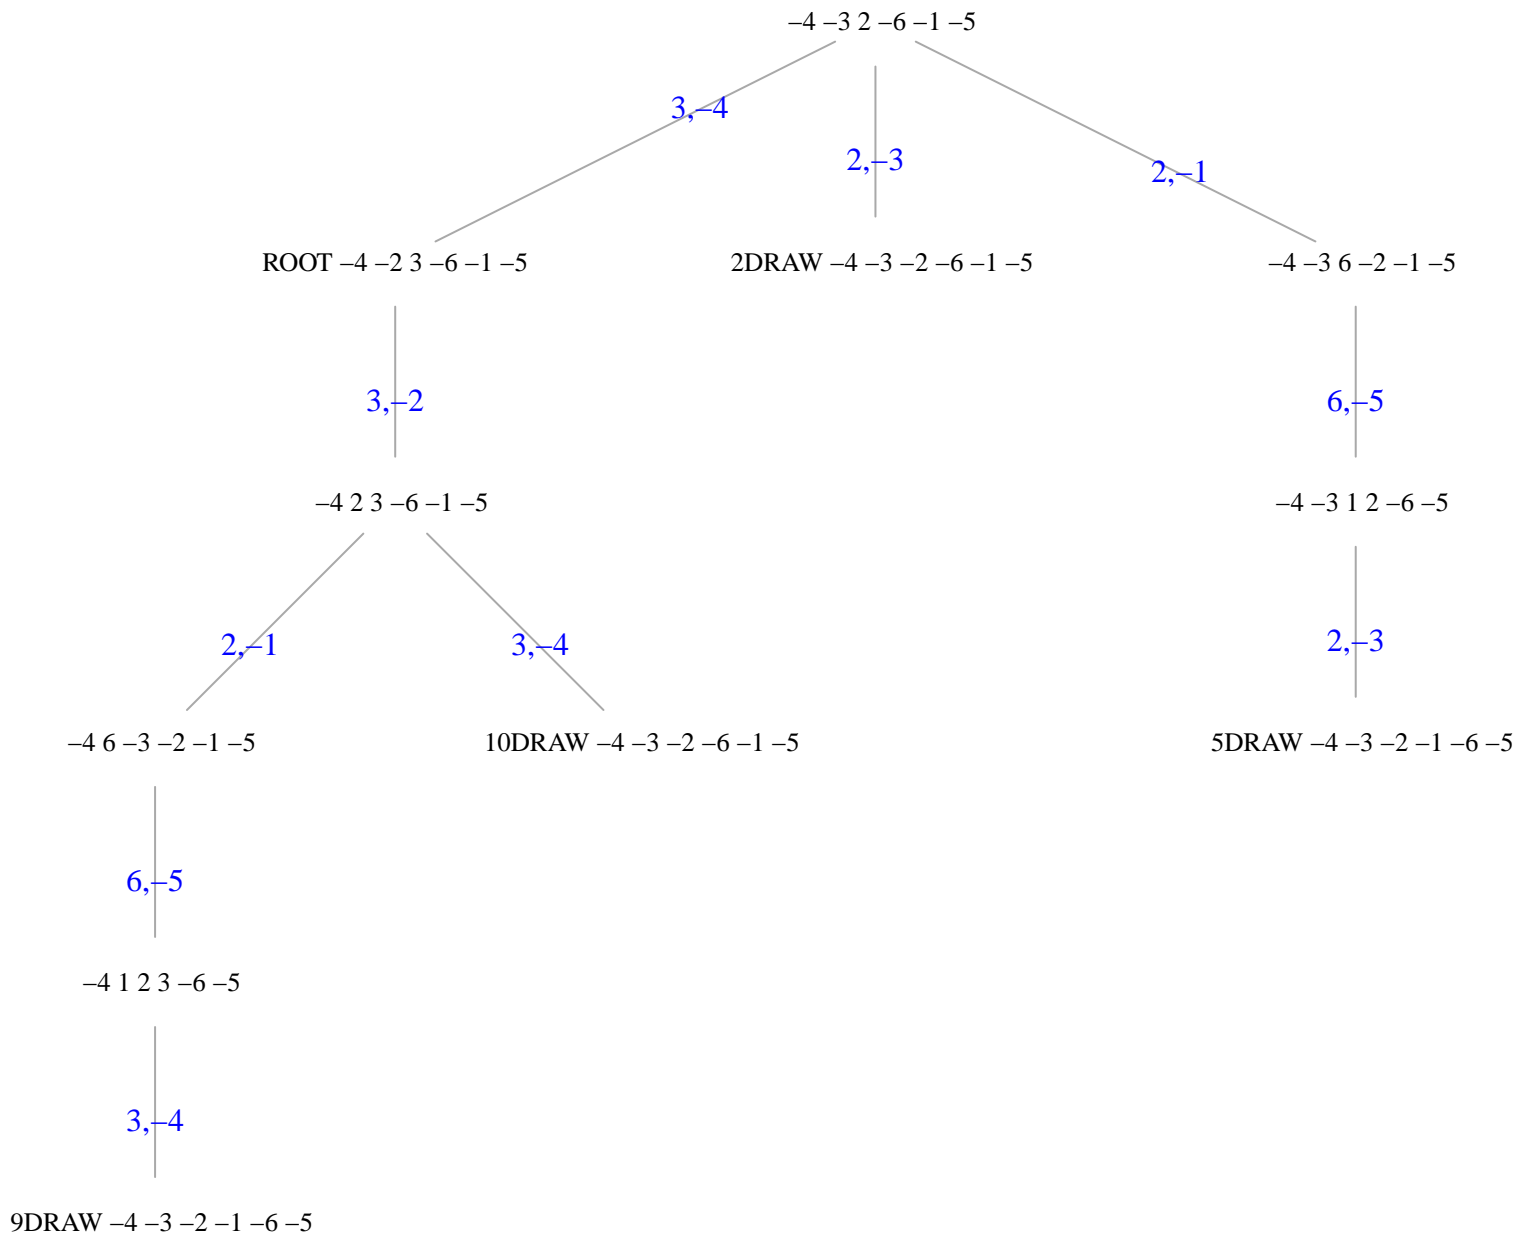 –4 –3 2 –6 –1 –5
3,–4
2,–3
2,–1
ROOT –4 –2 3 –6 –1 –5
2DRAW –4 –3 –2 –6 –1 –5
–4 –3 6 –2 –1 –5
3,–2
6,–5
–4 2 3 –6 –1 –5
–4 –3 1 2 –6 –5
2,–1
3,–4
2,–3
–4 6 –3 –2 –1 –5
10DRAW –4 –3 –2 –6 –1 –5
5DRAW –4 –3 –2 –1 –6 –5
6,–5
–4 1 2 3 –6 –5
3,–4
9DRAW –4 –3 –2 –1 –6 –5